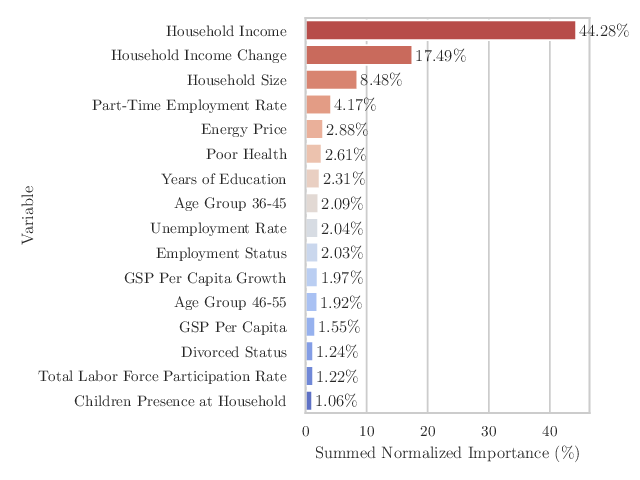 Household Income 44.28%
Household Income Change 17.49%
Household Size 8.48%
Part-Time Employment Rate 4.17%
Energy Price 2.88%
Poor Health 2.61%
Years of Education 2.31%
Age Group 36-45 2.09%
Unemployment Rate 2.04%
Employment Status 2.03%
GSP Per Capita Growth 1.97%
Age Group 46-55 1.92%
GSP Per Capita 1.55%
Divorced Status 1.24%
Total Labor Force Participation Rate 1.22%
Children Presence at Household 1.06%
Variable
0 10 20 30 40
Summed Normalized Importance (%)